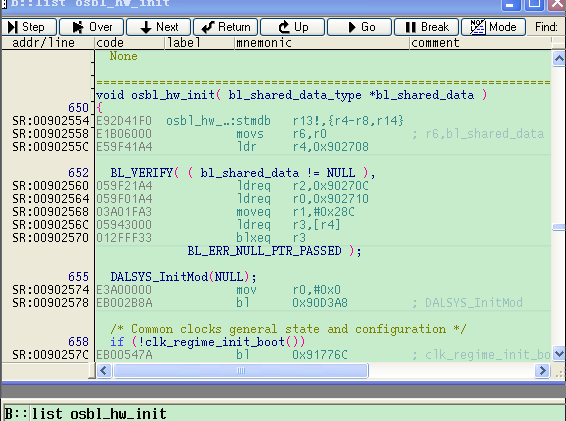 B::list osbl_hw_init
Step Over Next Return Up Go Break Mode Find:
addr/line code label mnemonic comment
None
==================================================================
void osbl_hw_init( bl_shared_data_type *bl_shared_data )
650 {
SR:00902554 E92D41F0 osbl_hw_..:stmdb r13!,{r4-r8,r14}
SR:00902558 E1B06000 movs r6,r0 ; r6,bl_shared_data
SR:0090255C E59F41A4 ldr r4,0x902708
652 BL_VERIFY( ( bl_shared_data != NULL ),
SR:00902560 059F21A4 ldreq r2,0x90270C
SR:00902564 059F01A4 ldreq r0,0x902710
SR:00902568 03A01FA3 moveq r1,#0x28C
SR:0090256C 05943000 ldreq r3,[r4]
SR:00902570 012FFF33 blxeq r3
BL_ERR_NULL_PTR_PASSED );
655 DALSYS_InitMod(NULL);
SR:00902574 E3A00000 mov r0,#0x0
SR:00902578 EB002B8A bl 0x90D3A8 ; DALSYS_InitMod
/* Common clocks general state and configuration */
658 if (!clk_regime_init_boot())
SR:0090257C EB00547A bl 0x91776C ; clk_regime_init_bo
B::list osbl_hw_init